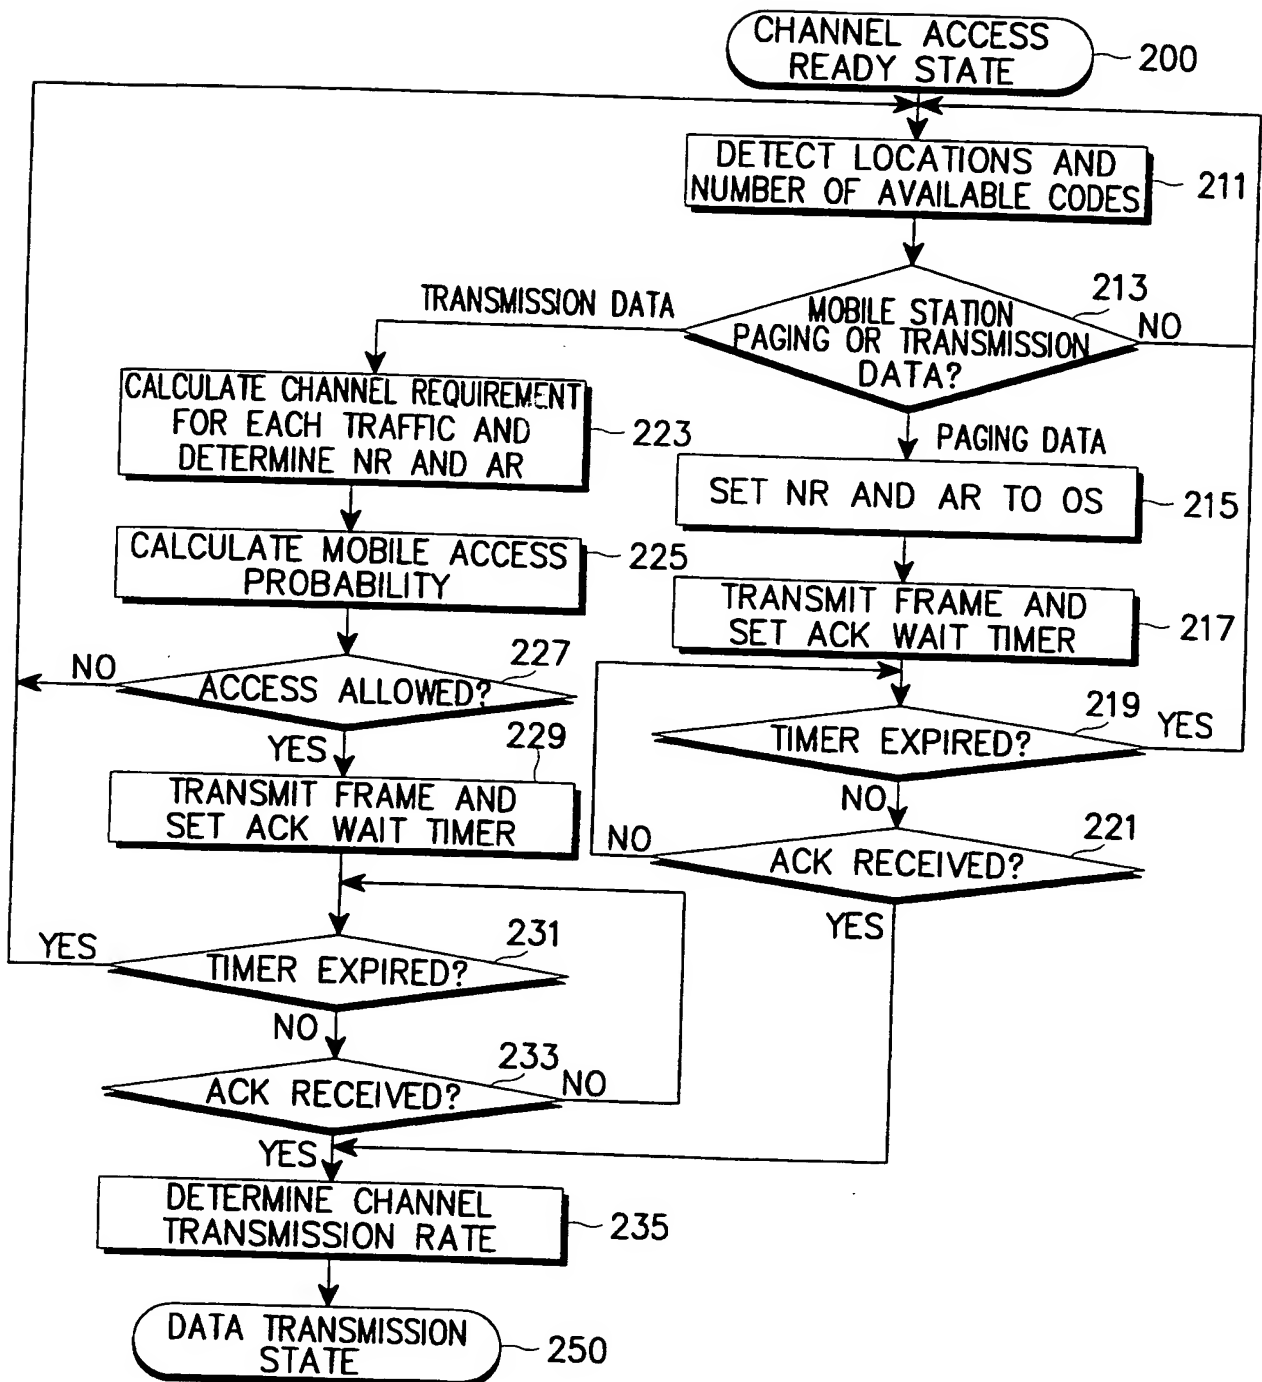 CHANNEL ACCESS
READY STATE
200
DETECT LOCATIONS AND
NUMBER OF AVAILABLE CODES
211
213
MOBILE STATION
PAGING OR TRANSMISSION
DATA?
NO
TRANSMISSION DATA
PAGING DATA
CALCULATE CHANNEL REQUIREMENT
FOR EACH TRAFFIC AND
DETERMINE NR AND AR
223
SET NR AND AR TO OS
215
CALCULATE MOBILE ACCESS
PROBABILITY
225
TRANSMIT FRAME AND
SET ACK WAIT TIMER
217
NO
227
ACCESS ALLOWED?
YES
219
TIMER EXPIRED?
YES
NO
229
TRANSMIT FRAME AND
SET ACK WAIT TIMER
221
NO
ACK RECEIVED?
YES
YES
231
TIMER EXPIRED?
NO
233
ACK RECEIVED?
NO
YES
DETERMINE CHANNEL
TRANSMISSION RATE
235
DATA TRANSMISSION
STATE
250